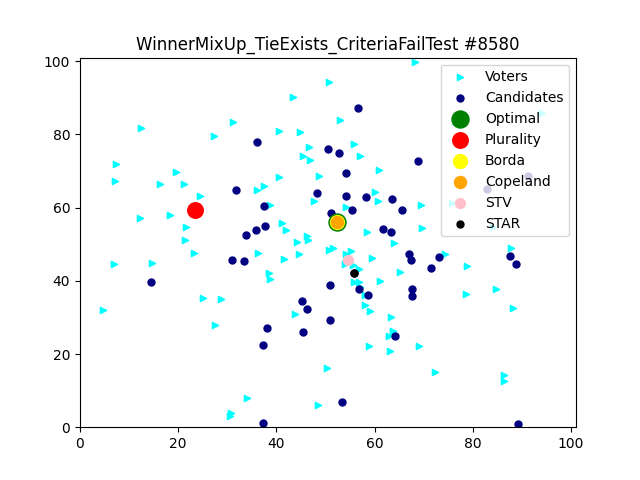 WinnerMixUp_TieExists_CriteriaFailTest #8580
100
80
60
40
20
0
0
20
40
60
80
100
Voters
Candidates
Optimal
Plurality
Borda
Copeland
STV
STAR